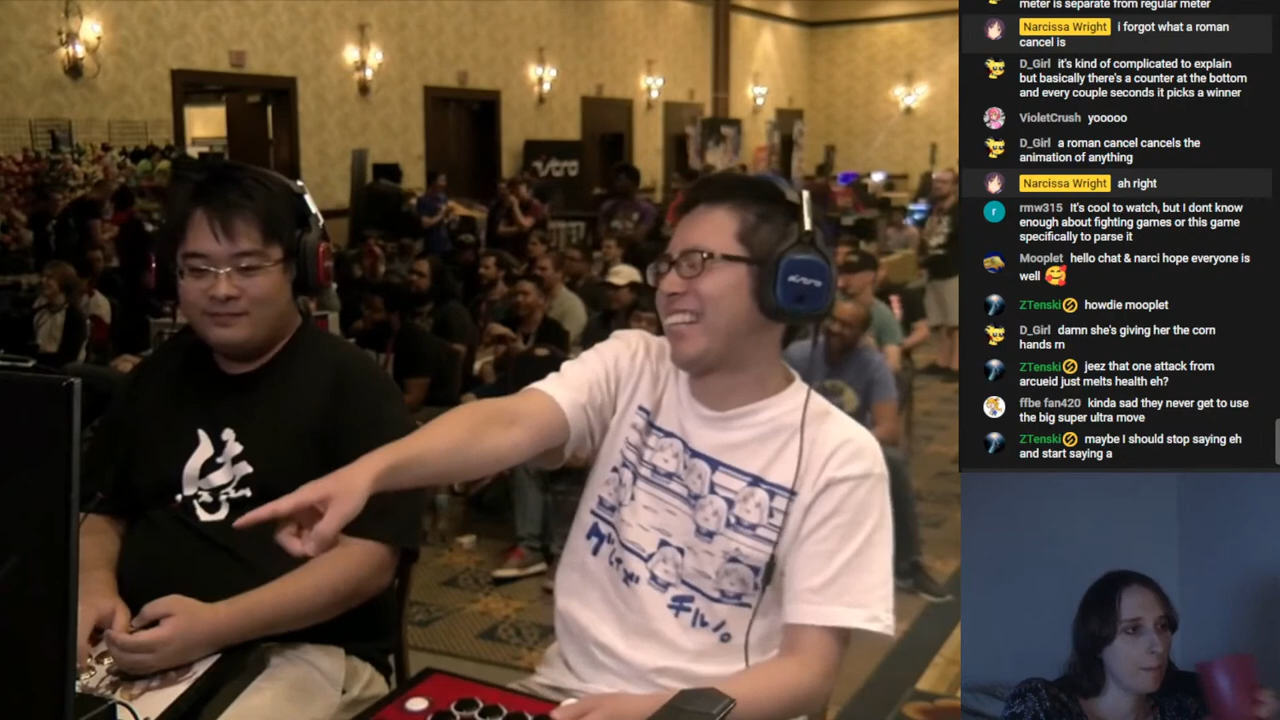 meter is separate from regular meter
Narcissa Wright i forgot what a roman
cancel is
D_Girl it's kind of complicated to explain
but basically there's a counter at the bottom
and every couple seconds it picks a winner
VioletCrush yooooo
D_Girl a roman cancel cancels the
animation of anything
Narcissa Wright ah right
rmw315 It's cool to watch, but I dont know
enough about fighting games or this game
specifically to parse it
Mooplet hello chat & narci hope everyone is
well
ZTenski howdie mooplet
D_Girl damn she's giving her the corn
hands rn
ZTenski jeez that one attack from
arcueid just melts health eh?
ffbe fan420 kinda sad they never get to use
the big super ultra move
ZTenski maybe I should stop saying eh
and start saying a
r
チルノ。